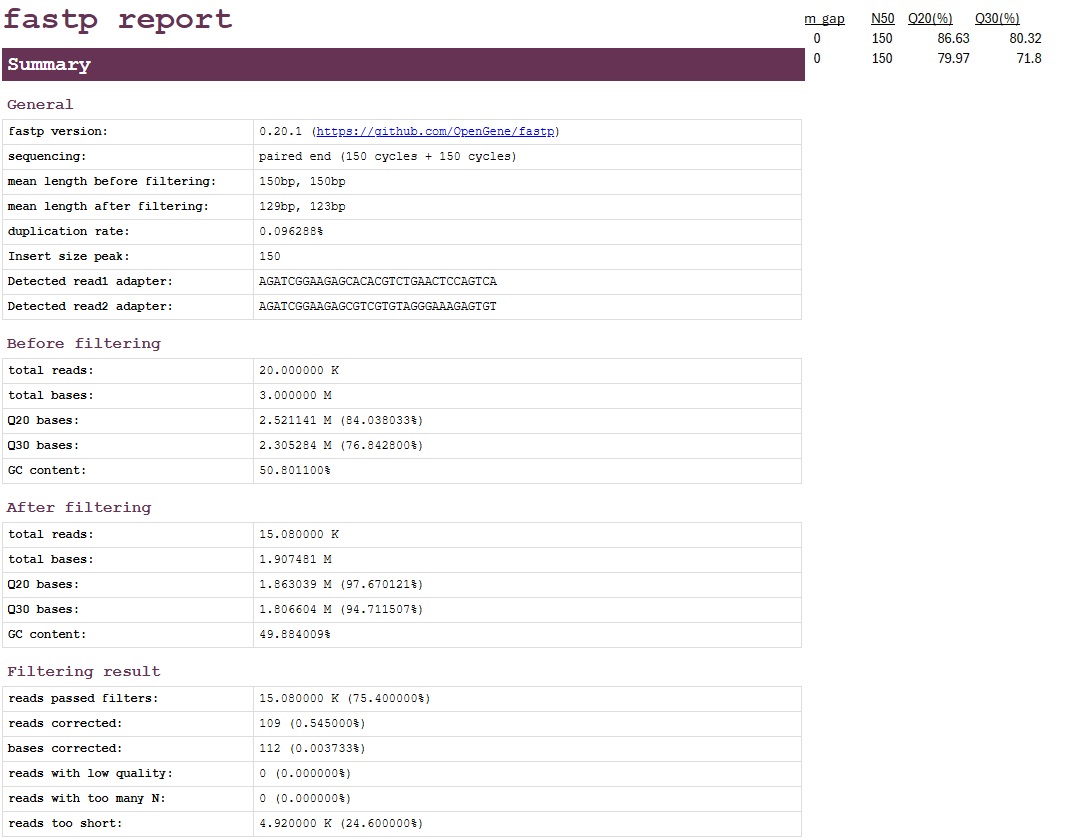 fastp report
m_gap N50 Q20(%) Q30(%)
0 150 86.63 80.32
0 150 79.97 71.8
Summary
General
fastp version: 0.20.1 (https://github.com/OpenGene/fastp)
sequencing: paired end (150 cycles + 150 cycles)
mean length before filtering: 150bp, 150bp
mean length after filtering: 129bp, 123bp
duplication rate: 0.096288%
Insert size peak: 150
Detected read1 adapter: AGATCGGAAGAGCACACGTCTGAACTCCAGTCA
Detected read2 adapter: AGATCGGAAGAGCGTCGTGTAGGGAAAGAGTGT
Before filtering
total reads: 20.000000 K
total bases: 3.000000 M
Q20 bases: 2.521141 M (84.038033%)
Q30 bases: 2.305284 M (76.842800%)
GC content: 50.801100%
After filtering
total reads: 15.080000 K
total bases: 1.907481 M
Q20 bases: 1.863039 M (97.670121%)
Q30 bases: 1.806604 M (94.711507%)
GC content: 49.884009%
Filtering result
reads passed filters: 15.080000 K (75.400000%)
reads corrected: 109 (0.545000%)
bases corrected: 112 (0.003733%)
reads with low quality: 0 (0.000000%)
reads with too many N: 0 (0.000000%)
reads too short: 4.920000 K (24.600000%)